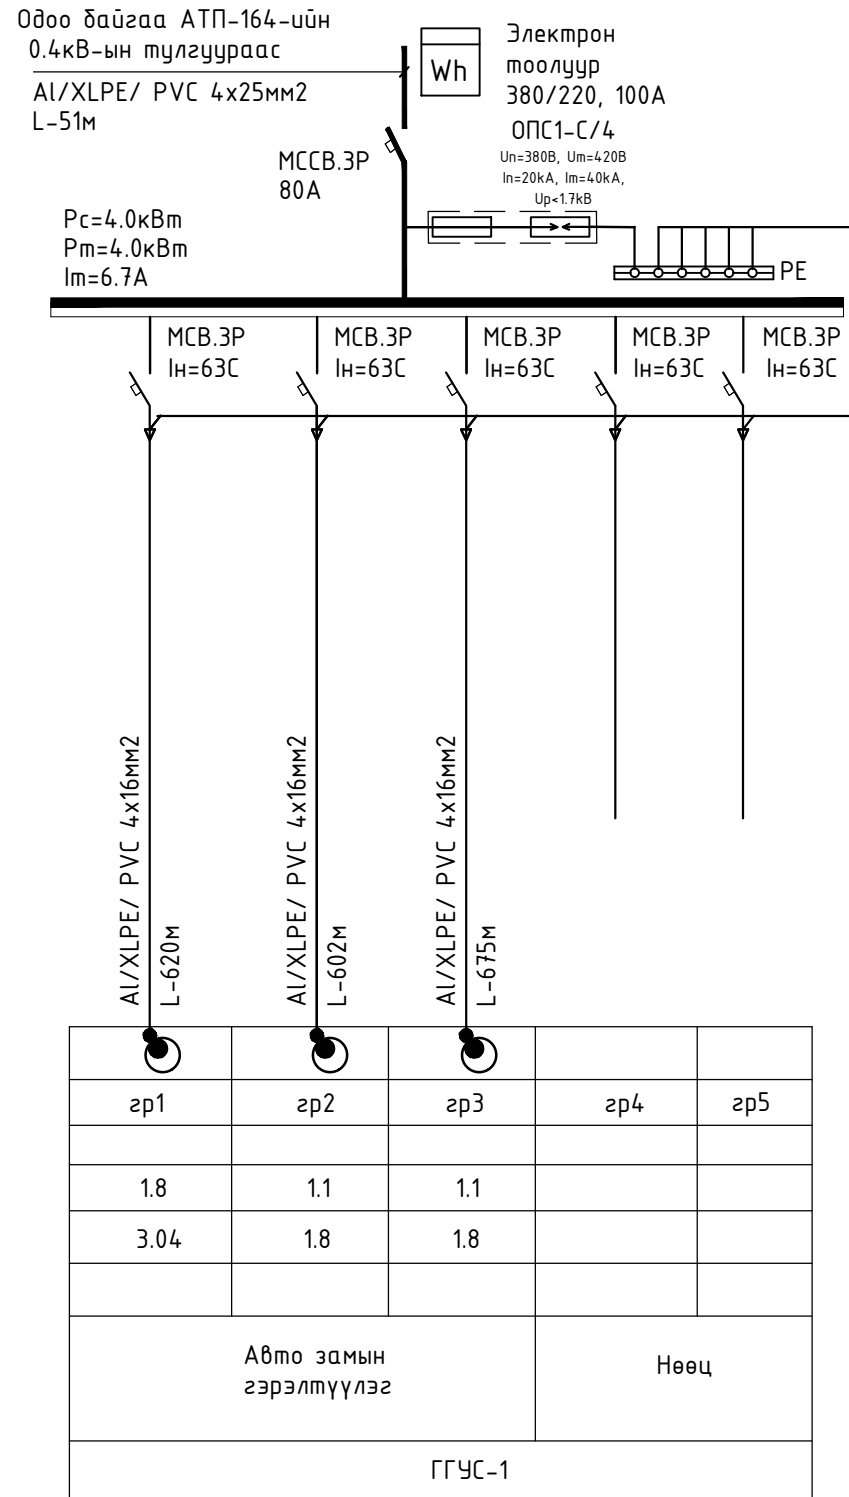 Одоо байгаа АТП-164-ийн
0.4кВ-ын тулгуураас
Al/XLPE/ PVC 4x25мм2
L-51м
Wh
Электрон
тоолуур
380/220, 100А
ОПС1-С/4
Un=380В, Um=420В
In=20kA, Im=40kA,
Up<1.7kB
MCCB.3P
80A
Pc=4.0кВт
Pm=4.0кВт
Im=6.7A
PE
MCB.3P
Iн=63C
MCB.3P
Iн=63C
MCB.3P
Iн=63C
MCB.3P
Iн=63C
MCB.3P
Iн=63C
Al/XLPE/ PVC 4x16мм2
L-620м
Al/XLPE/ PVC 4x16мм2
L-602м
Al/XLPE/ PVC 4x16мм2
L-675м
гр1 гр2 гр3 гр4 гр5
1.8 1.1 1.1
3.04 1.8 1.8
Авто замын
гэрэлтүүлэг
Нөөц
ГГУС-1